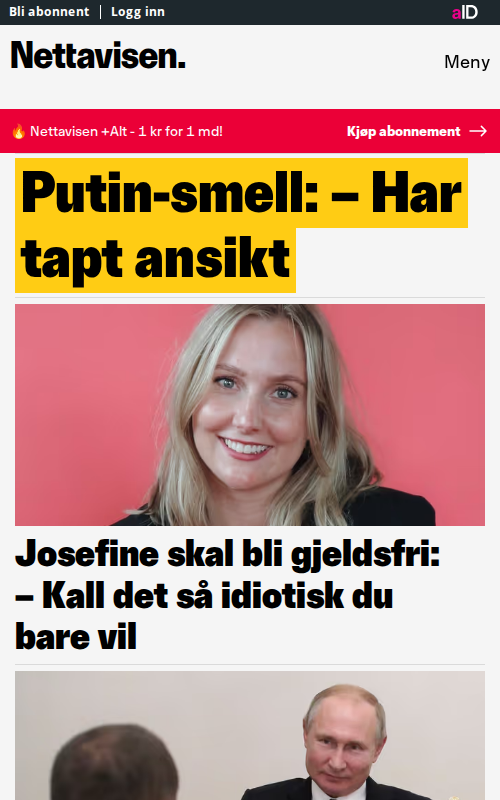 Bli abonnent | Logg inn
aID
Nettavisen.
Meny
🔥 Nettavisen +Alt - 1 kr for 1 md!
Kjøp abonnement →
Putin-smell: – Har
tapt ansikt
Josefine skal bli gjeldsfri:
– Kall det så idiotisk du
bare vil